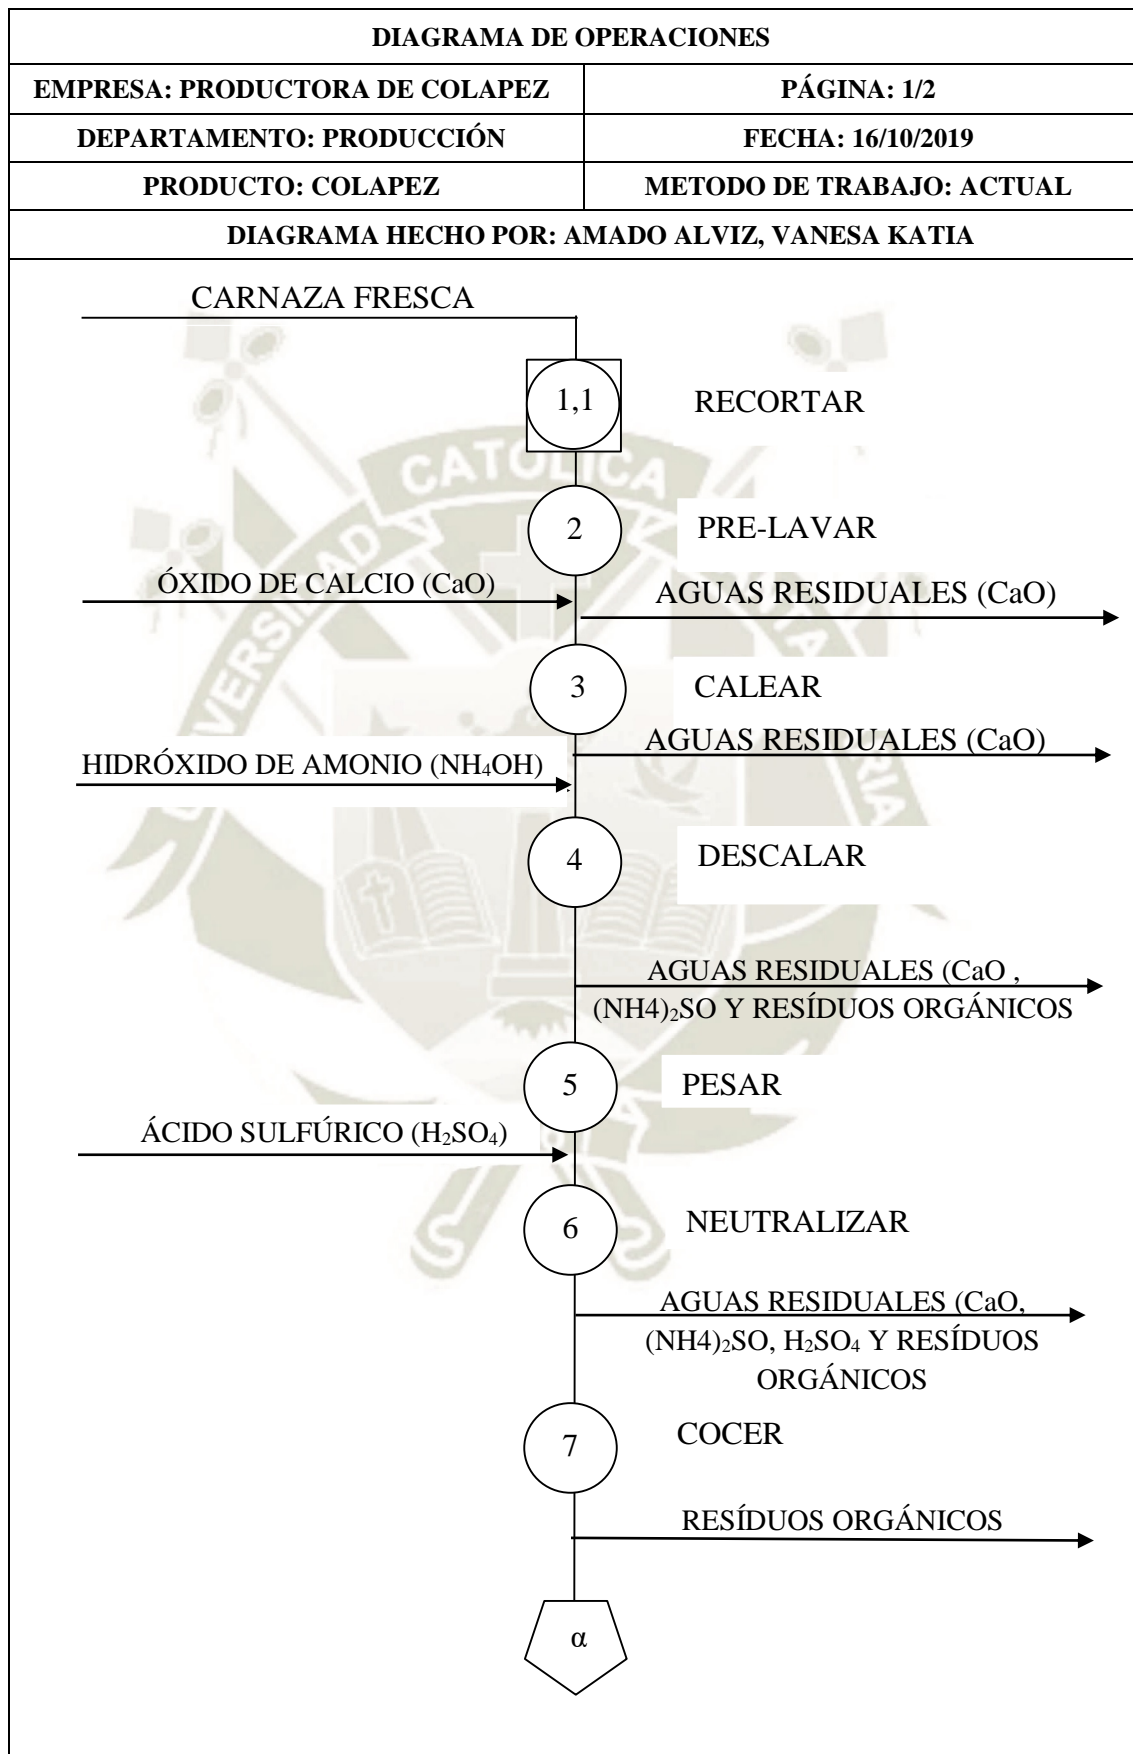 DIAGRAMA DE OPERACIONES
EMPRESA: PRODUCTORA DE COLAPEZ
PÁGINA: 1/2
DEPARTAMENTO: PRODUCCIÓN
FECHA: 16/10/2019
PRODUCTO: COLAPEZ
METODO DE TRABAJO: ACTUAL
DIAGRAMA HECHO POR: AMADO ALVIZ, VANESA KATIA
CARNAZA FRESCA
1,1
RECORTAR
CATOLICA
2
PRE-LAVAR
ÓXIDO DE CALCIO (CaO)
AGUAS RESIDUALES (CaO)
3
CALEAR
AGUAS RESIDUALES (CaO)
HIDRÓXIDO DE AMONIO (NH₄OH)
4
DESCALAR
AGUAS RESIDUALES (CaO ,
(NH4)₂SO Y RESÍDUOS ORGÁNICOS
5
PESAR
ÁCIDO SULFÚRICO (H₂SO₄)
6
NEUTRALIZAR
AGUAS RESIDUALES (CaO,
(NH4)₂SO, H₂SO₄ Y RESÍDUOS
ORGÁNICOS
7
COCER
RESÍDUOS ORGÁNICOS
α